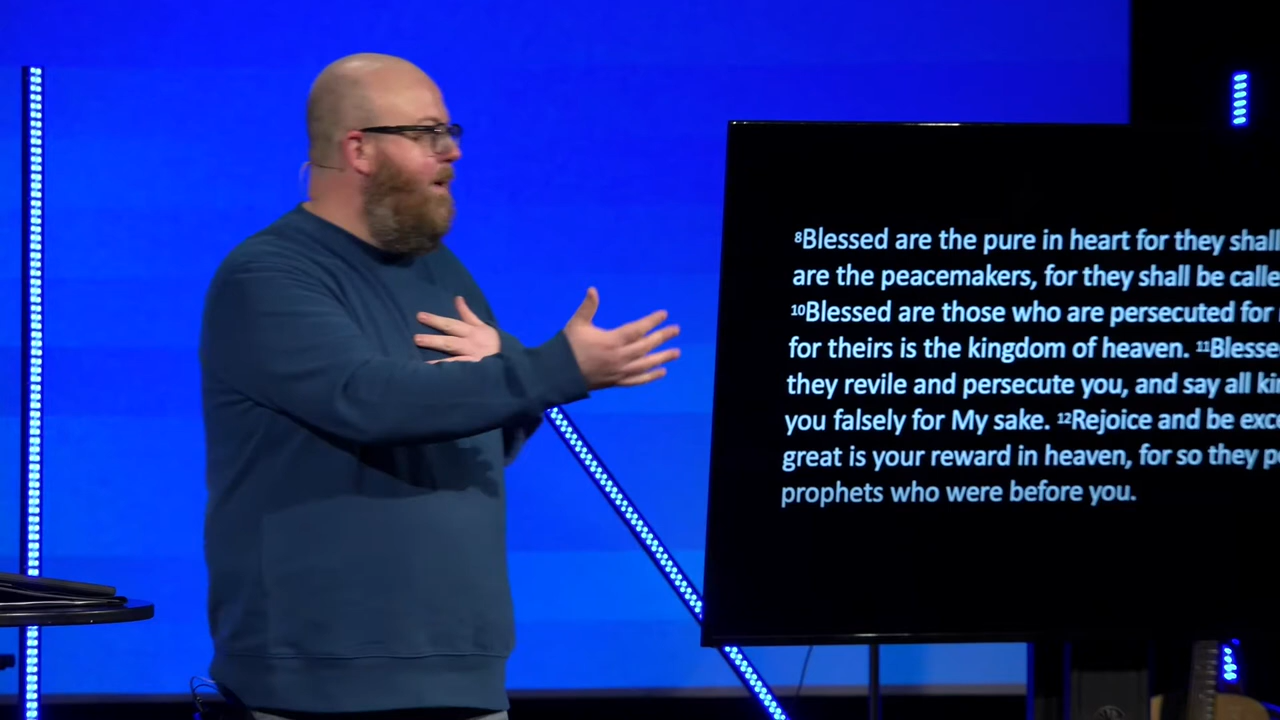 ⁸Blessed are the pure in heart for they shall
are the peacemakers, for they shall be calle
¹⁰Blessed are those who are persecuted for
for theirs is the kingdom of heaven. ¹¹Blesse
they revile and persecute you, and say all ki
you falsely for My sake. ¹²Rejoice and be exce
great is your reward in heaven, for so they pe
prophets who were before you.